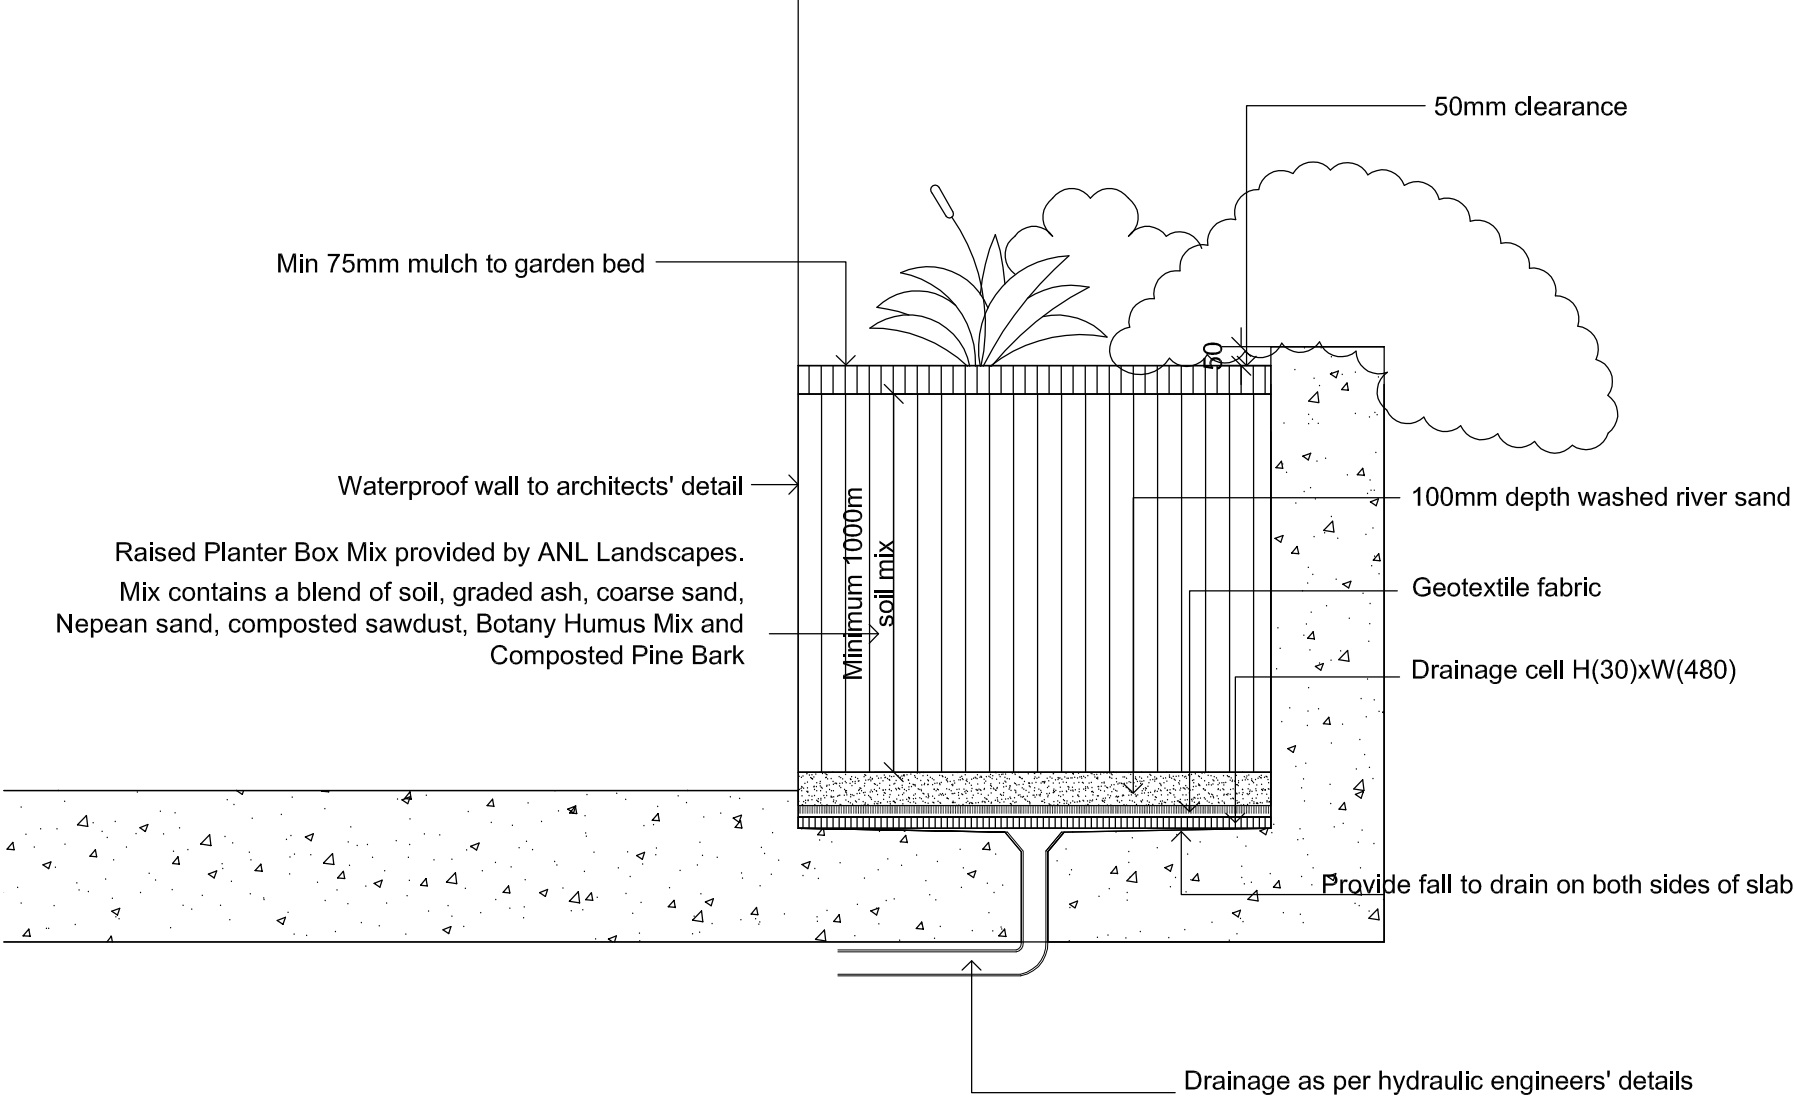 50mm clearance
Min 75mm mulch to garden bed
50
Waterproof wall to architects' detail
100mm depth washed river sand
Raised Planter Box Mix provided by ANL Landscapes.
Mix contains a blend of soil, graded ash, coarse sand,
Nepean sand, composted sawdust, Botany Humus Mix and
Composted Pine Bark
Minimum 1000m
soil mix
Geotextile fabric
Drainage cell H(30)xW(480)
Provide fall to drain on both sides of slab
Drainage as per hydraulic engineers' details